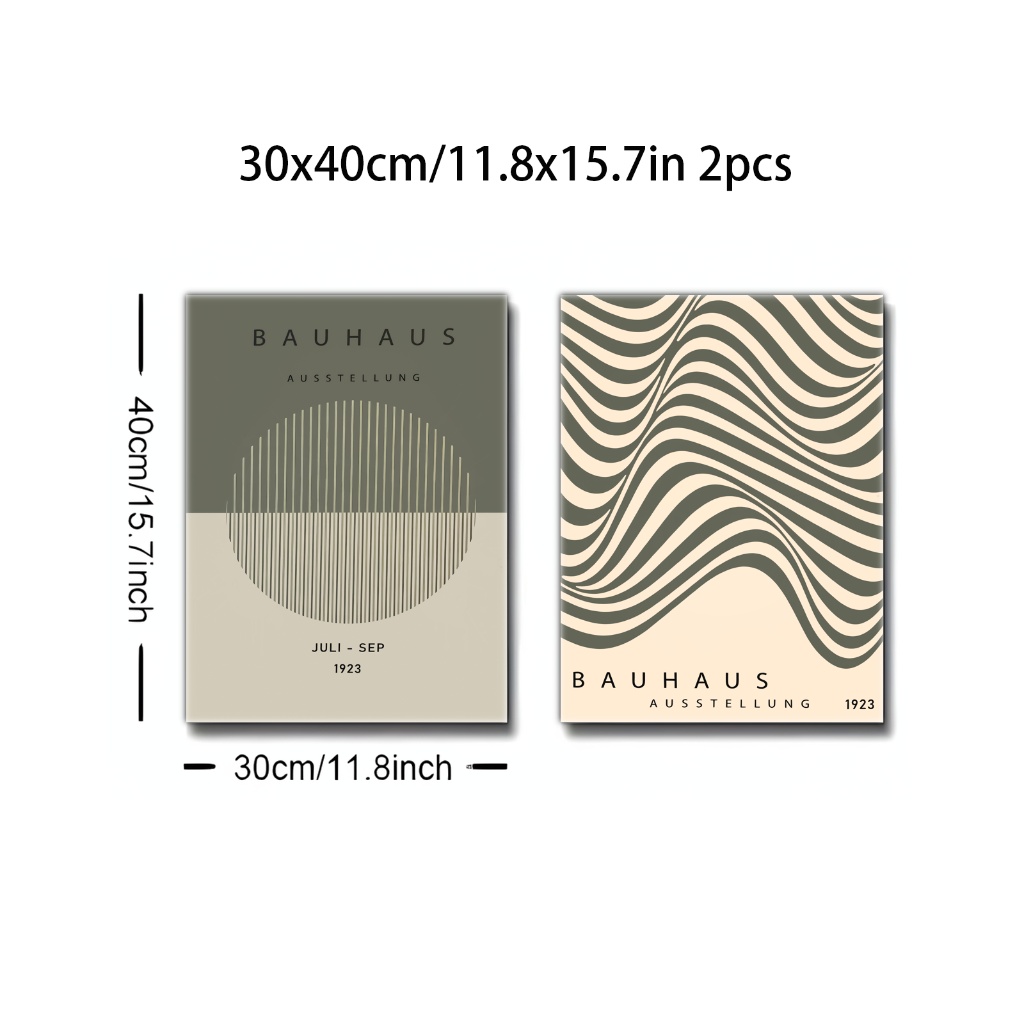 30x40cm/11.8x15.7in 2pcs
40cm/15.7inch
BAUHAUS
AUSSTELLUNG
JULI - SEP
1923
30cm/11.8inch
BAUHAUS
AUSSTELLUNG 1923